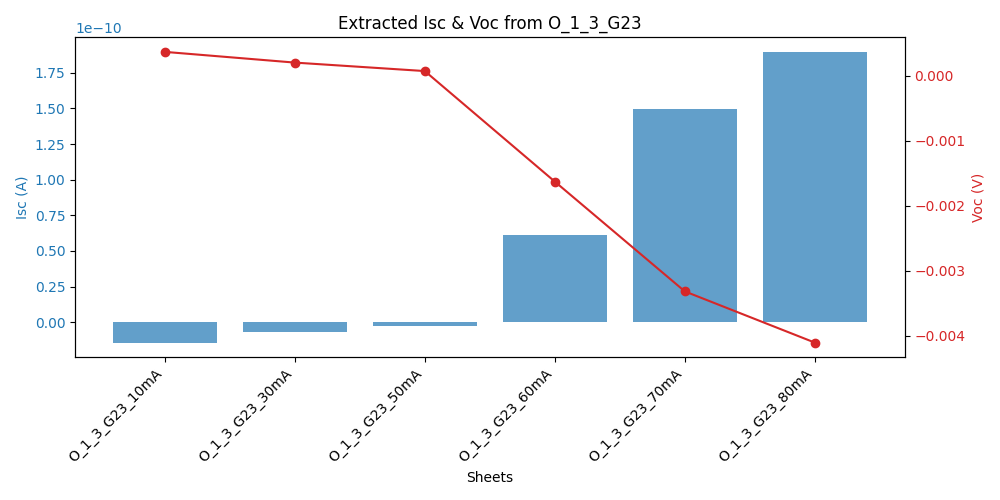 Extracted Isc & Voc from O_1_3_G23
1e−10
1.75
1.50
1.25
1.00
0.75
0.50
0.25
0.00
Isc (A)
0.000
−0.001
−0.002
−0.003
−0.004
Voc (V)
O_1_3_G23_10mA
O_1_3_G23_30mA
O_1_3_G23_50mA
O_1_3_G23_60mA
O_1_3_G23_70mA
O_1_3_G23_80mA
Sheets